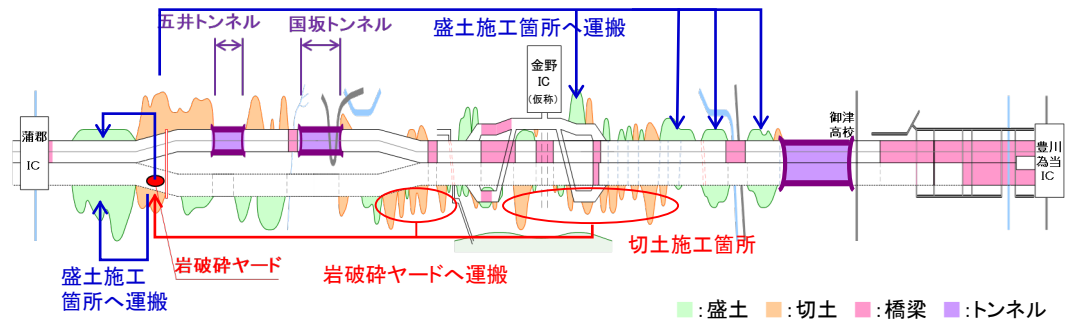 五井トンネル
国坂トンネル
盛土施工箇所へ運搬
金野
IC
(仮称)
蒲郡
IC
御津
高校
豊川
為当
IC
切土施工箇所
岩破砕ヤードへ運搬
岩破砕ヤード
盛土施工
箇所へ運搬
:盛土 :切土 :橋梁 :トンネル